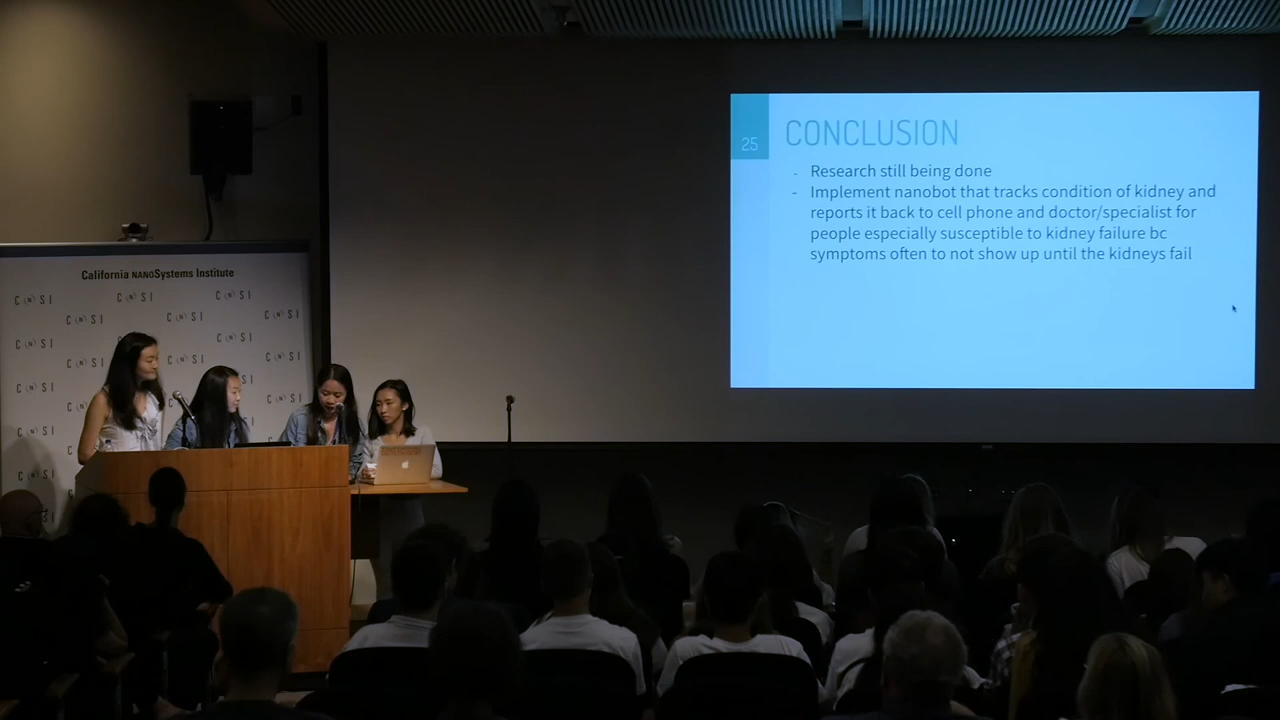 25
CONCLUSION
- Research still being done
- Implement nanobot that tracks condition of kidney and
reports it back to cell phone and doctor/specialist for
people especially susceptible to kidney failure bc
symptoms often to not show up until the kidneys fail
California NANOSystems Institute
C (N) S I C (N) S I C (N) S I
C (N) S I C (N) S I C (N) S I
C (N) S I
C (N) S I C (N) S I C (N) S I
C (N) S I